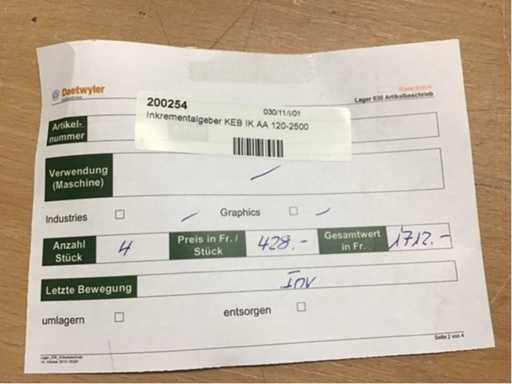 Daetwyler
Lager 030 Artikelbeschrieb
200254
030/11/I/01
Inkrementalgeber KEB IK AA 120-2500
Artikel-
nummer
Verwendung
(Maschine)
Industries ☐ Graphics ☐
Anzahl
Stück
4
Preis in Fr. /
Stück
428.-
Gesamtwert
in Fr.
1712.-
Letzte Bewegung
umlagern ☐ entsorgen ☐
Seite 2 von 4